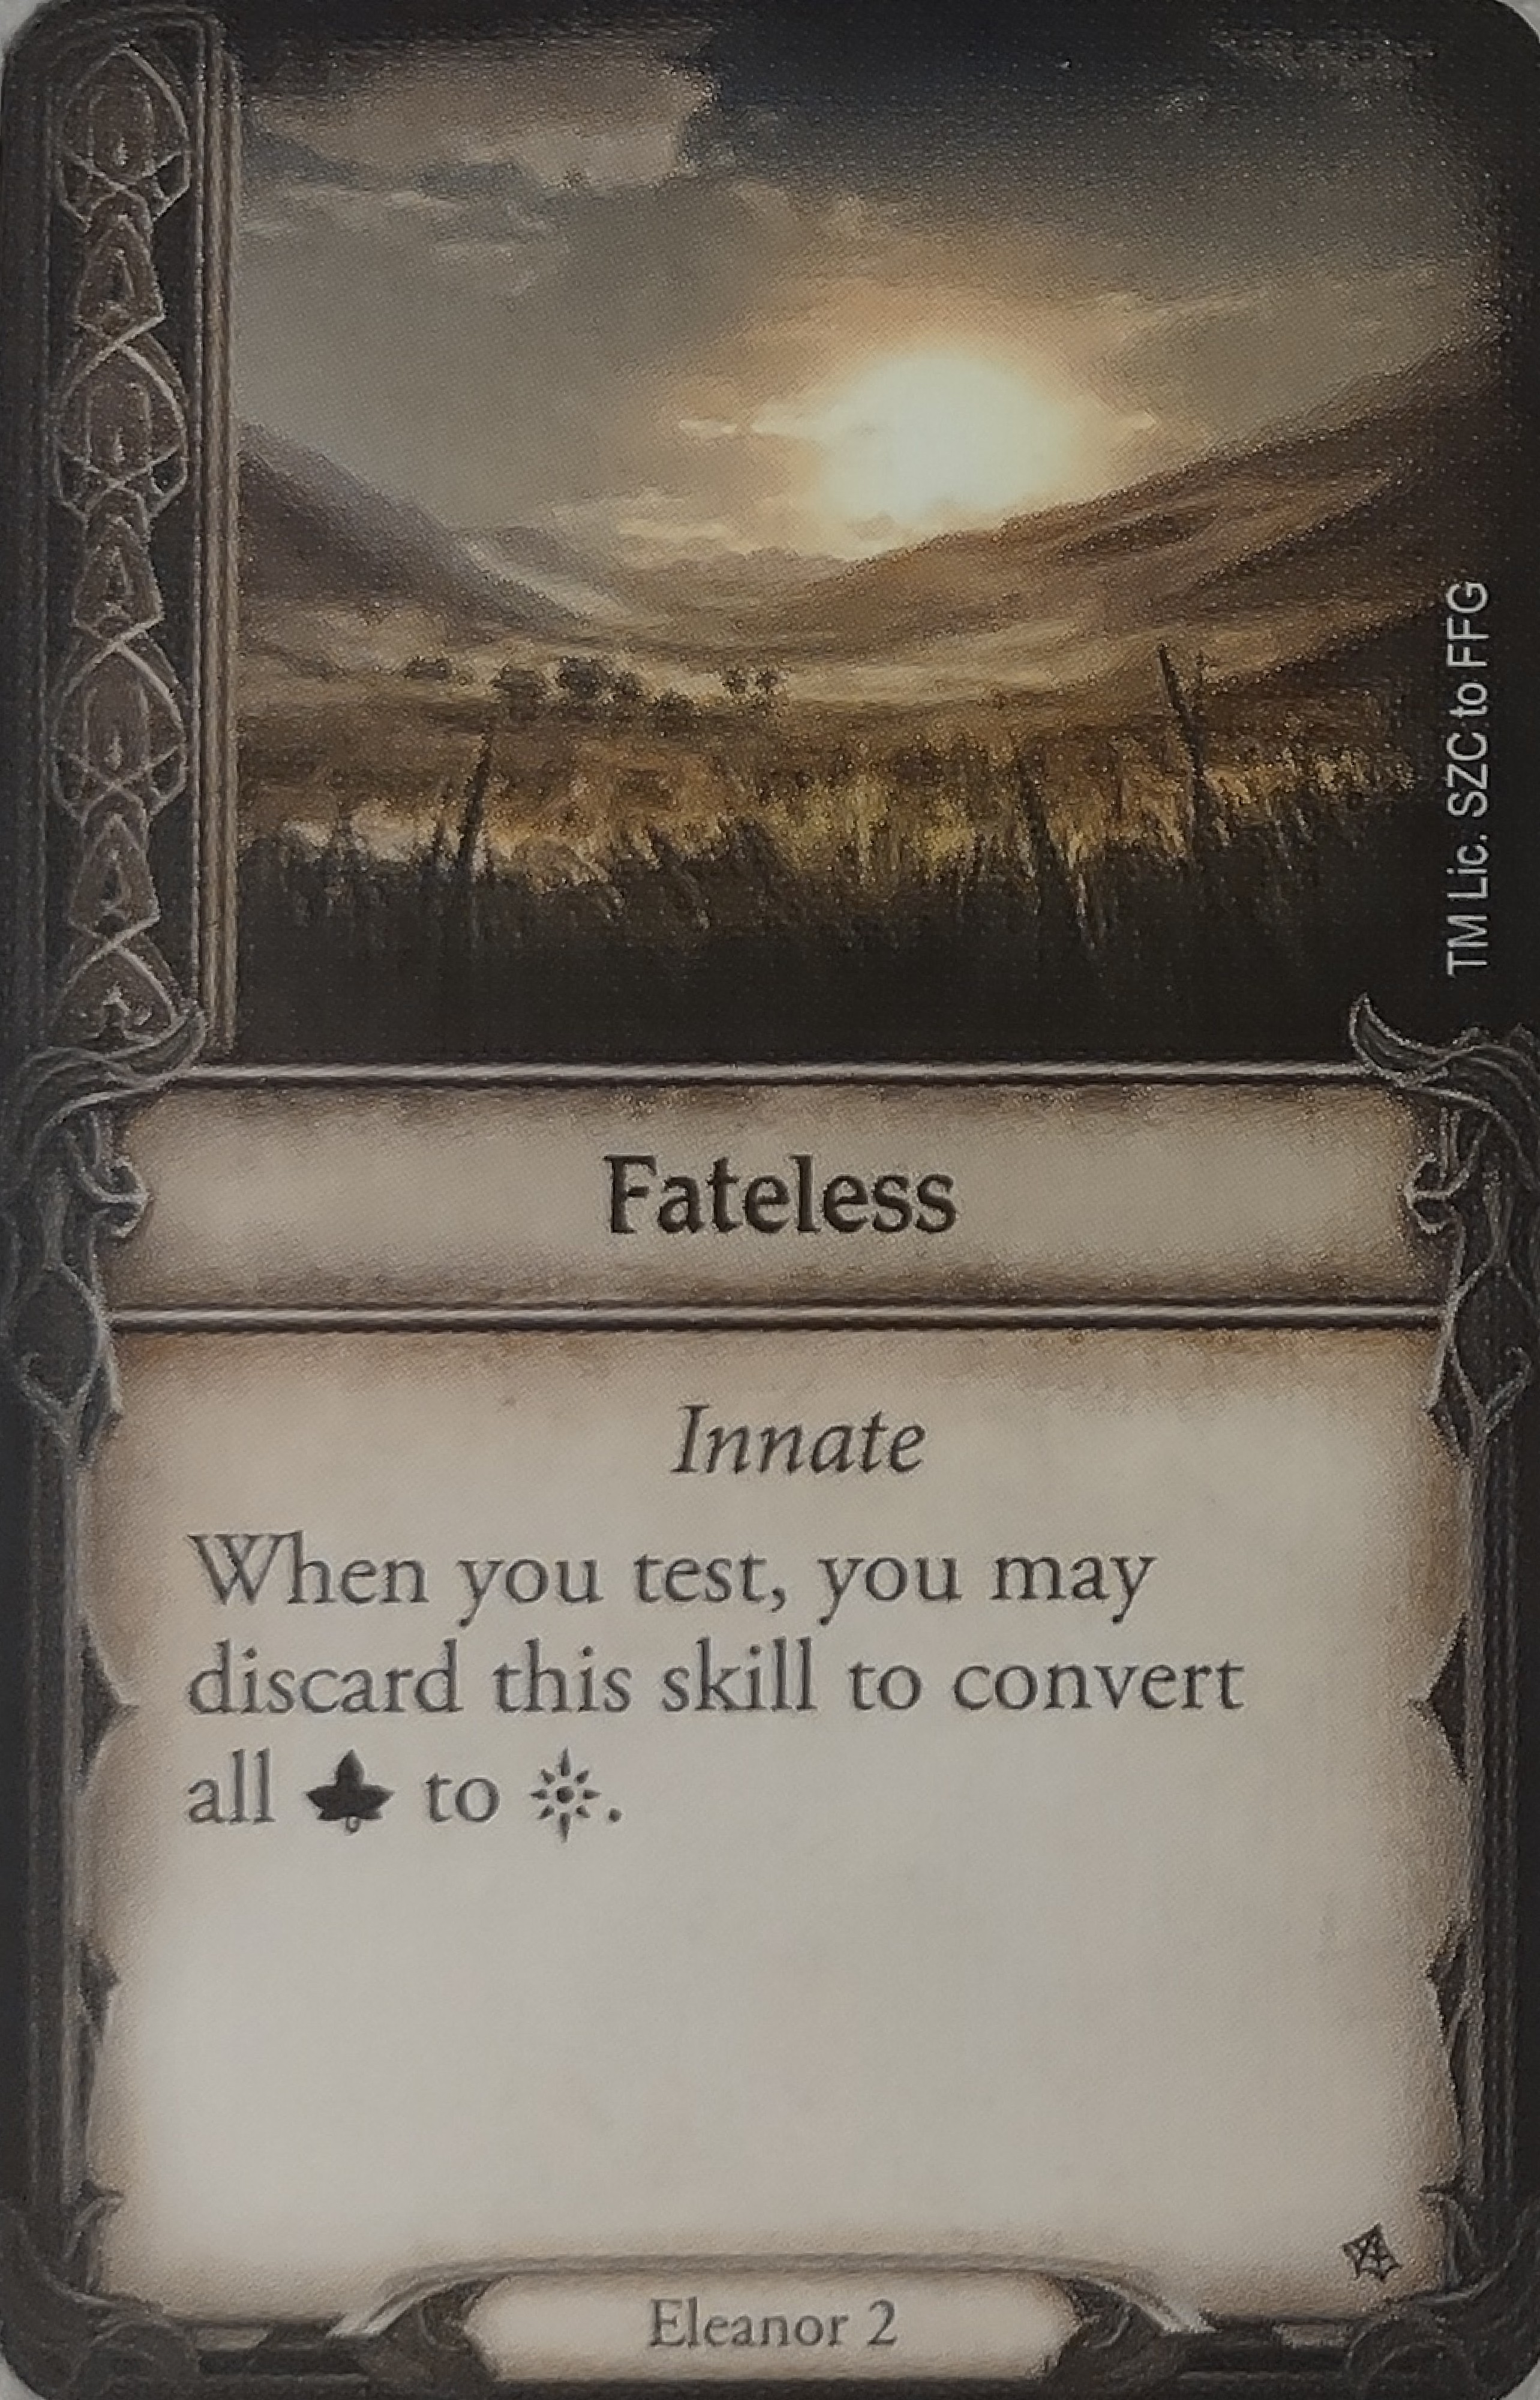 TM Lic. SZC to FFG
Fateless
Innate
When you test, you may
discard this skill to convert
all to .
Eleanor 2